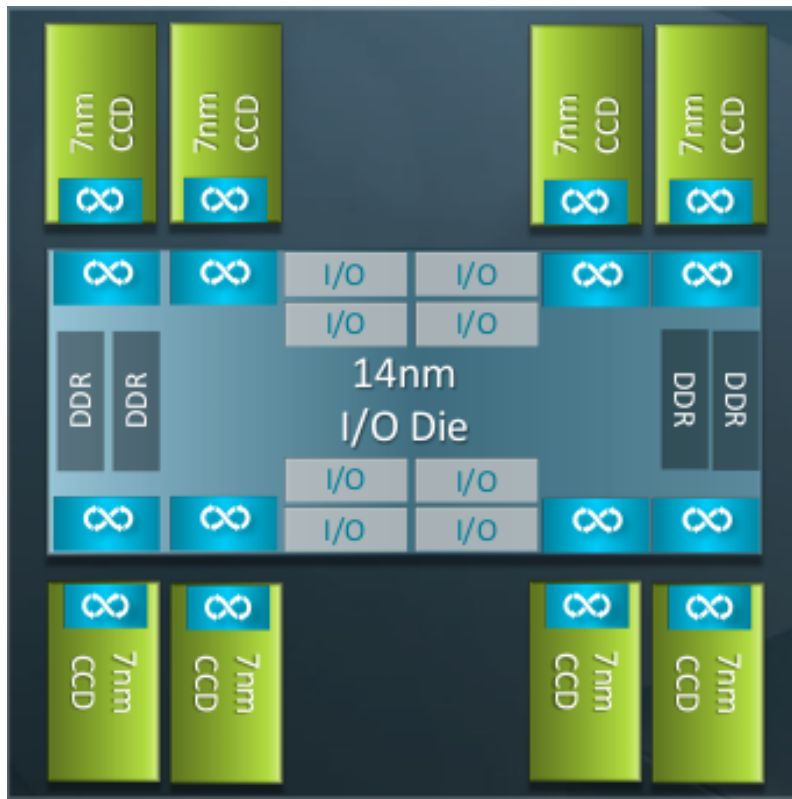 7nm
CCD
7nm
CCD
7nm
CCD
7nm
CCD
I/O
I/O
I/O
I/O
14nm
I/O Die
DDR
DDR
DDR
DDR
I/O
I/O
I/O
I/O
7nm
CCD
7nm
CCD
7nm
CCD
7nm
CCD